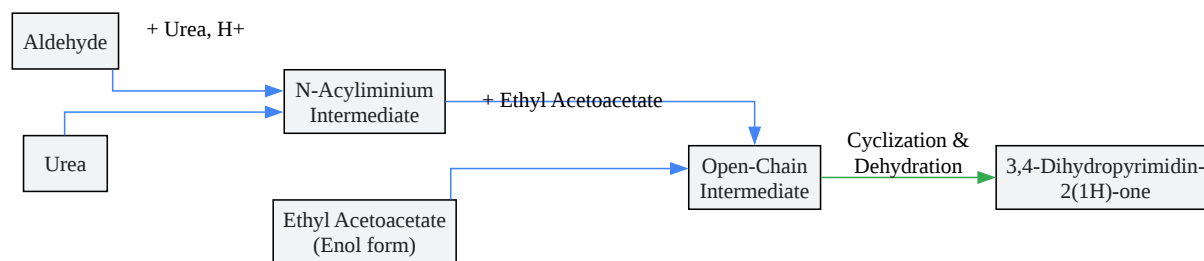 Aldehyde
+ Urea, H+
Urea
N-Acyliminium
Intermediate
+ Ethyl Acetoacetate
Ethyl Acetoacetate
(Enol form)
Open-Chain
Intermediate
Cyclization &
Dehydration
3,4-Dihydropyrimidin-
2(1H)-one